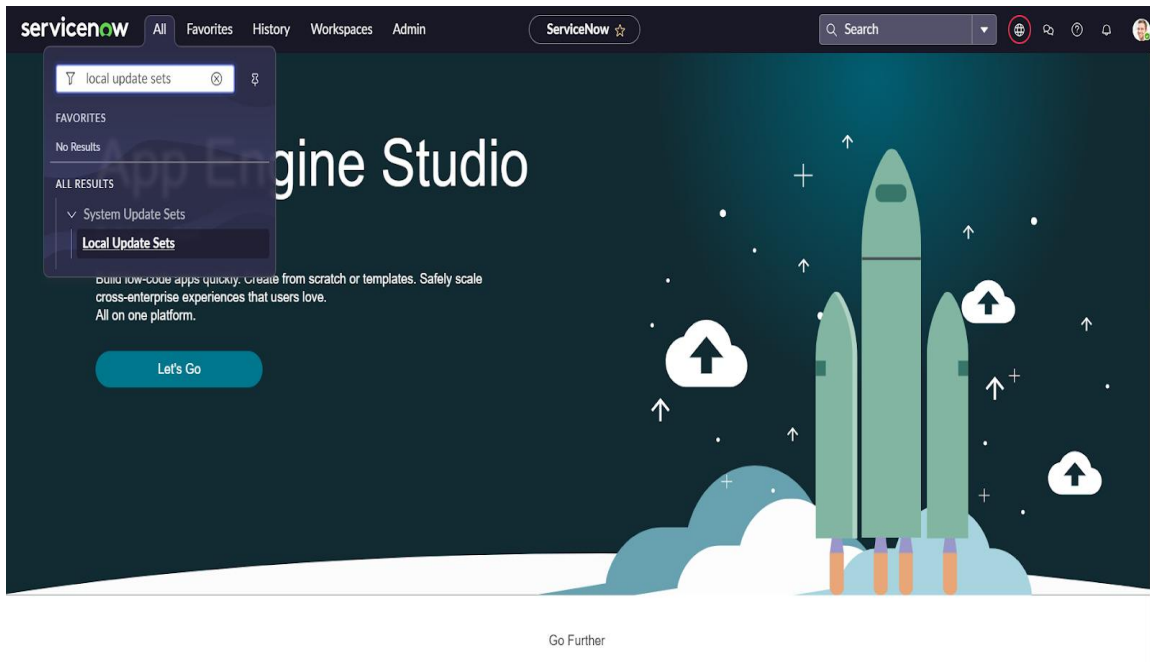 servicenow All Favorites History Workspaces Admin ServiceNow Search
local update sets
FAVORITES
No Results
ALL RESULTS
System Update Sets
Local Update Sets
App Engine Studio
Build low-code apps quickly. Create from scratch or templates. Safely scale
cross-enterprise experiences that users love.
All on one platform.
Let's Go
Go Further